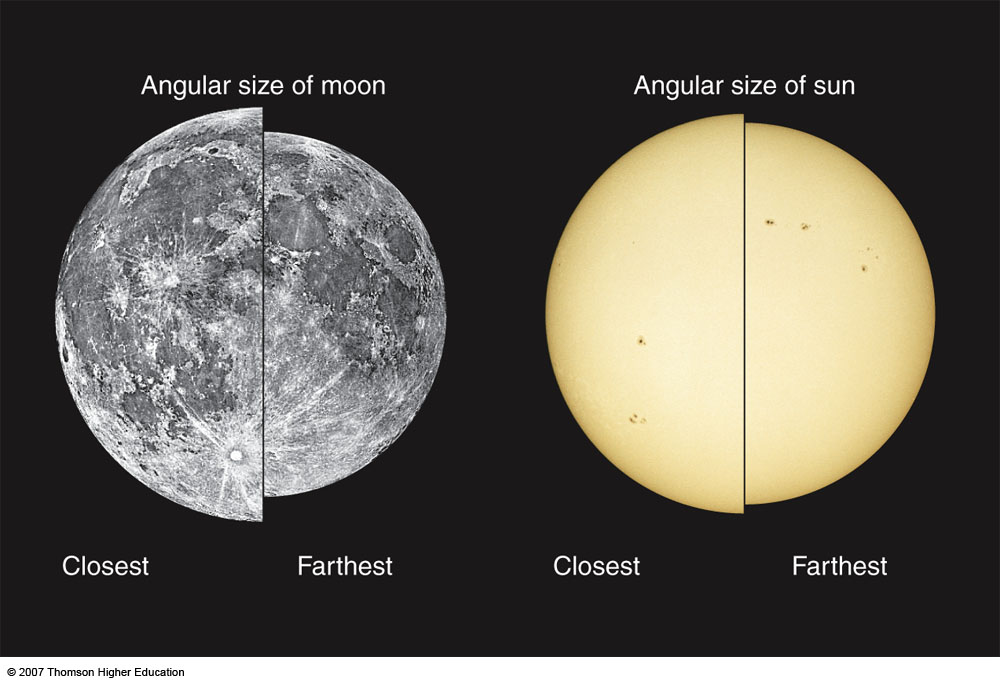 Angular size of moon
Angular size of sun
Closest
Farthest
Closest
Farthest
© 2007 Thomson Higher Education